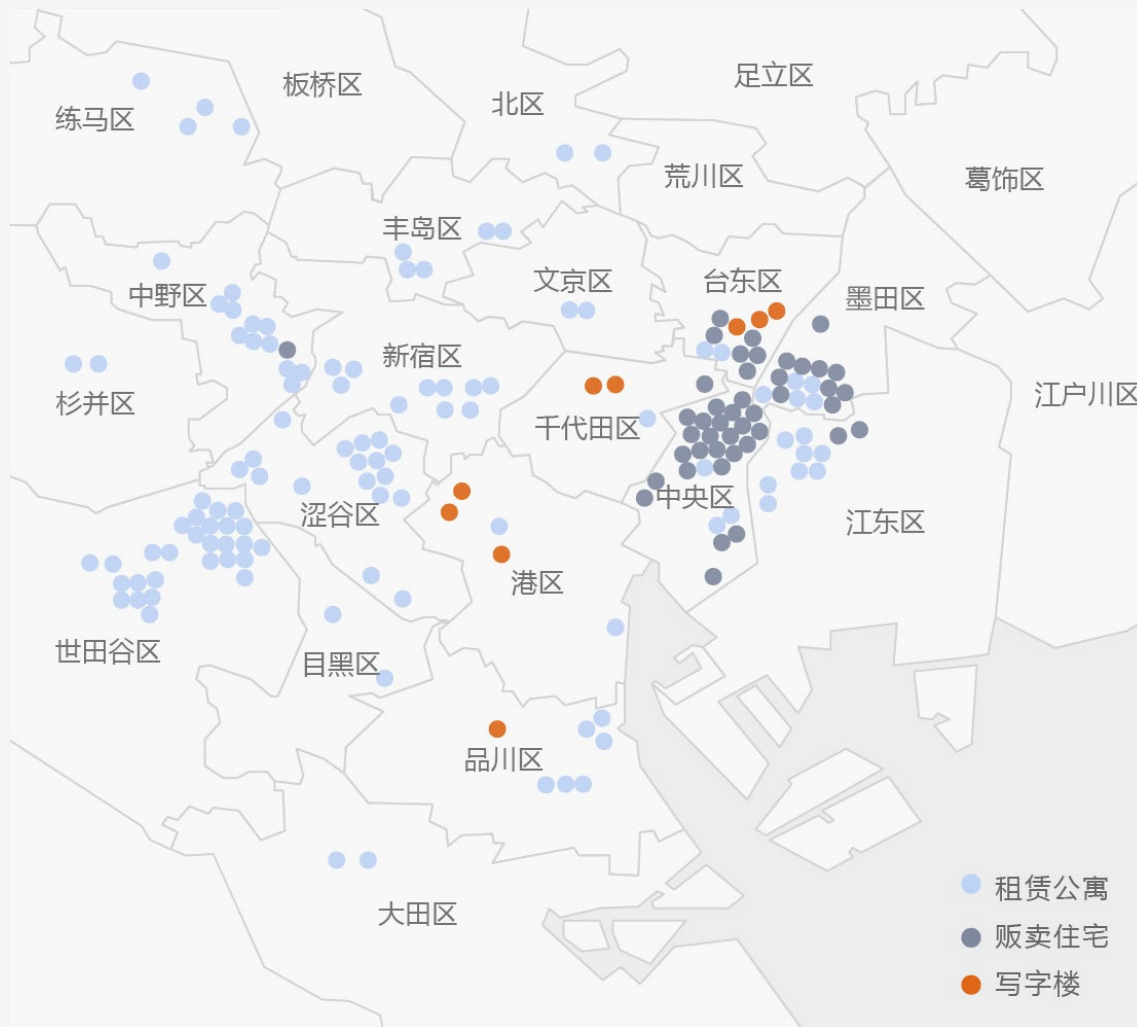 足立区
板桥区
北区
练马区
荒川区
葛饰区
丰岛区
文京区
台东区
中野区
墨田区
新宿区
杉并区
江户川区
千代田区
中央区
涩谷区
江东区
港区
世田谷区
目黑区
品川区
大田区
租赁公寓
贩卖住宅
写字楼